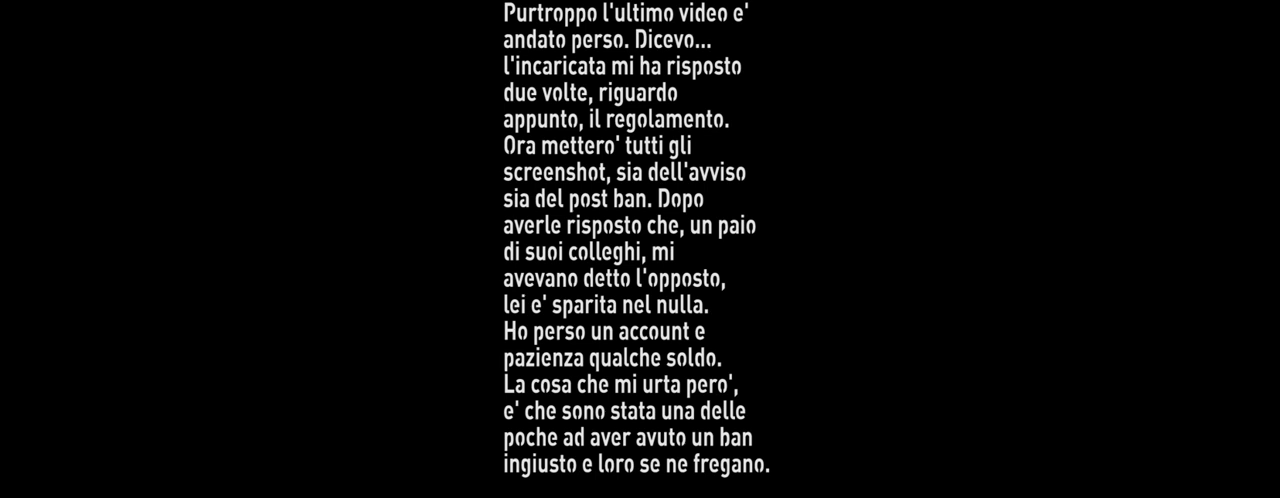 Purtroppo l'ultimo video e'
andato perso. Dicevo...
l'incaricata mi ha risposto
due volte, riguardo
appunto, il regolamento.
Ora mettero' tutti gli
screenshot, sia dell'avviso
sia del post ban. Dopo
averle risposto che, un paio
di suoi colleghi, mi
avevano detto l'opposto,
lei e' sparita nel nulla.
Ho perso un account e
pazienza qualche soldo.
La cosa che mi urta pero',
e' che sono stata una delle
poche ad aver avuto un ban
ingiusto e loro se ne fregano.